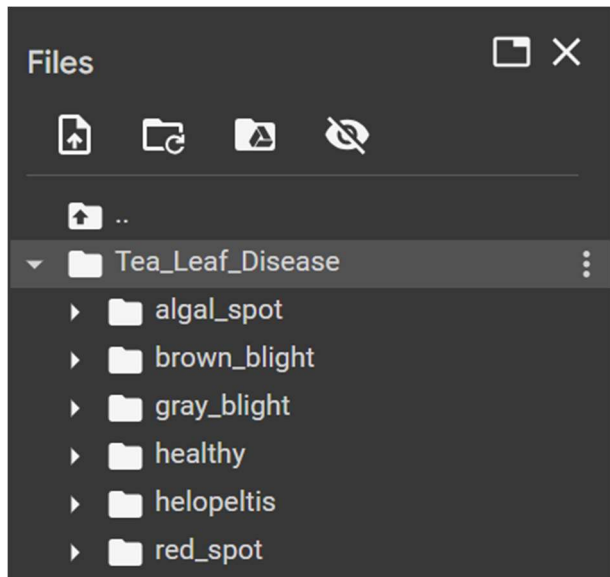 Files
..
Tea_Leaf_Disease
algal_spot
brown_blight
gray_blight
healthy
helopeltis
red_spot